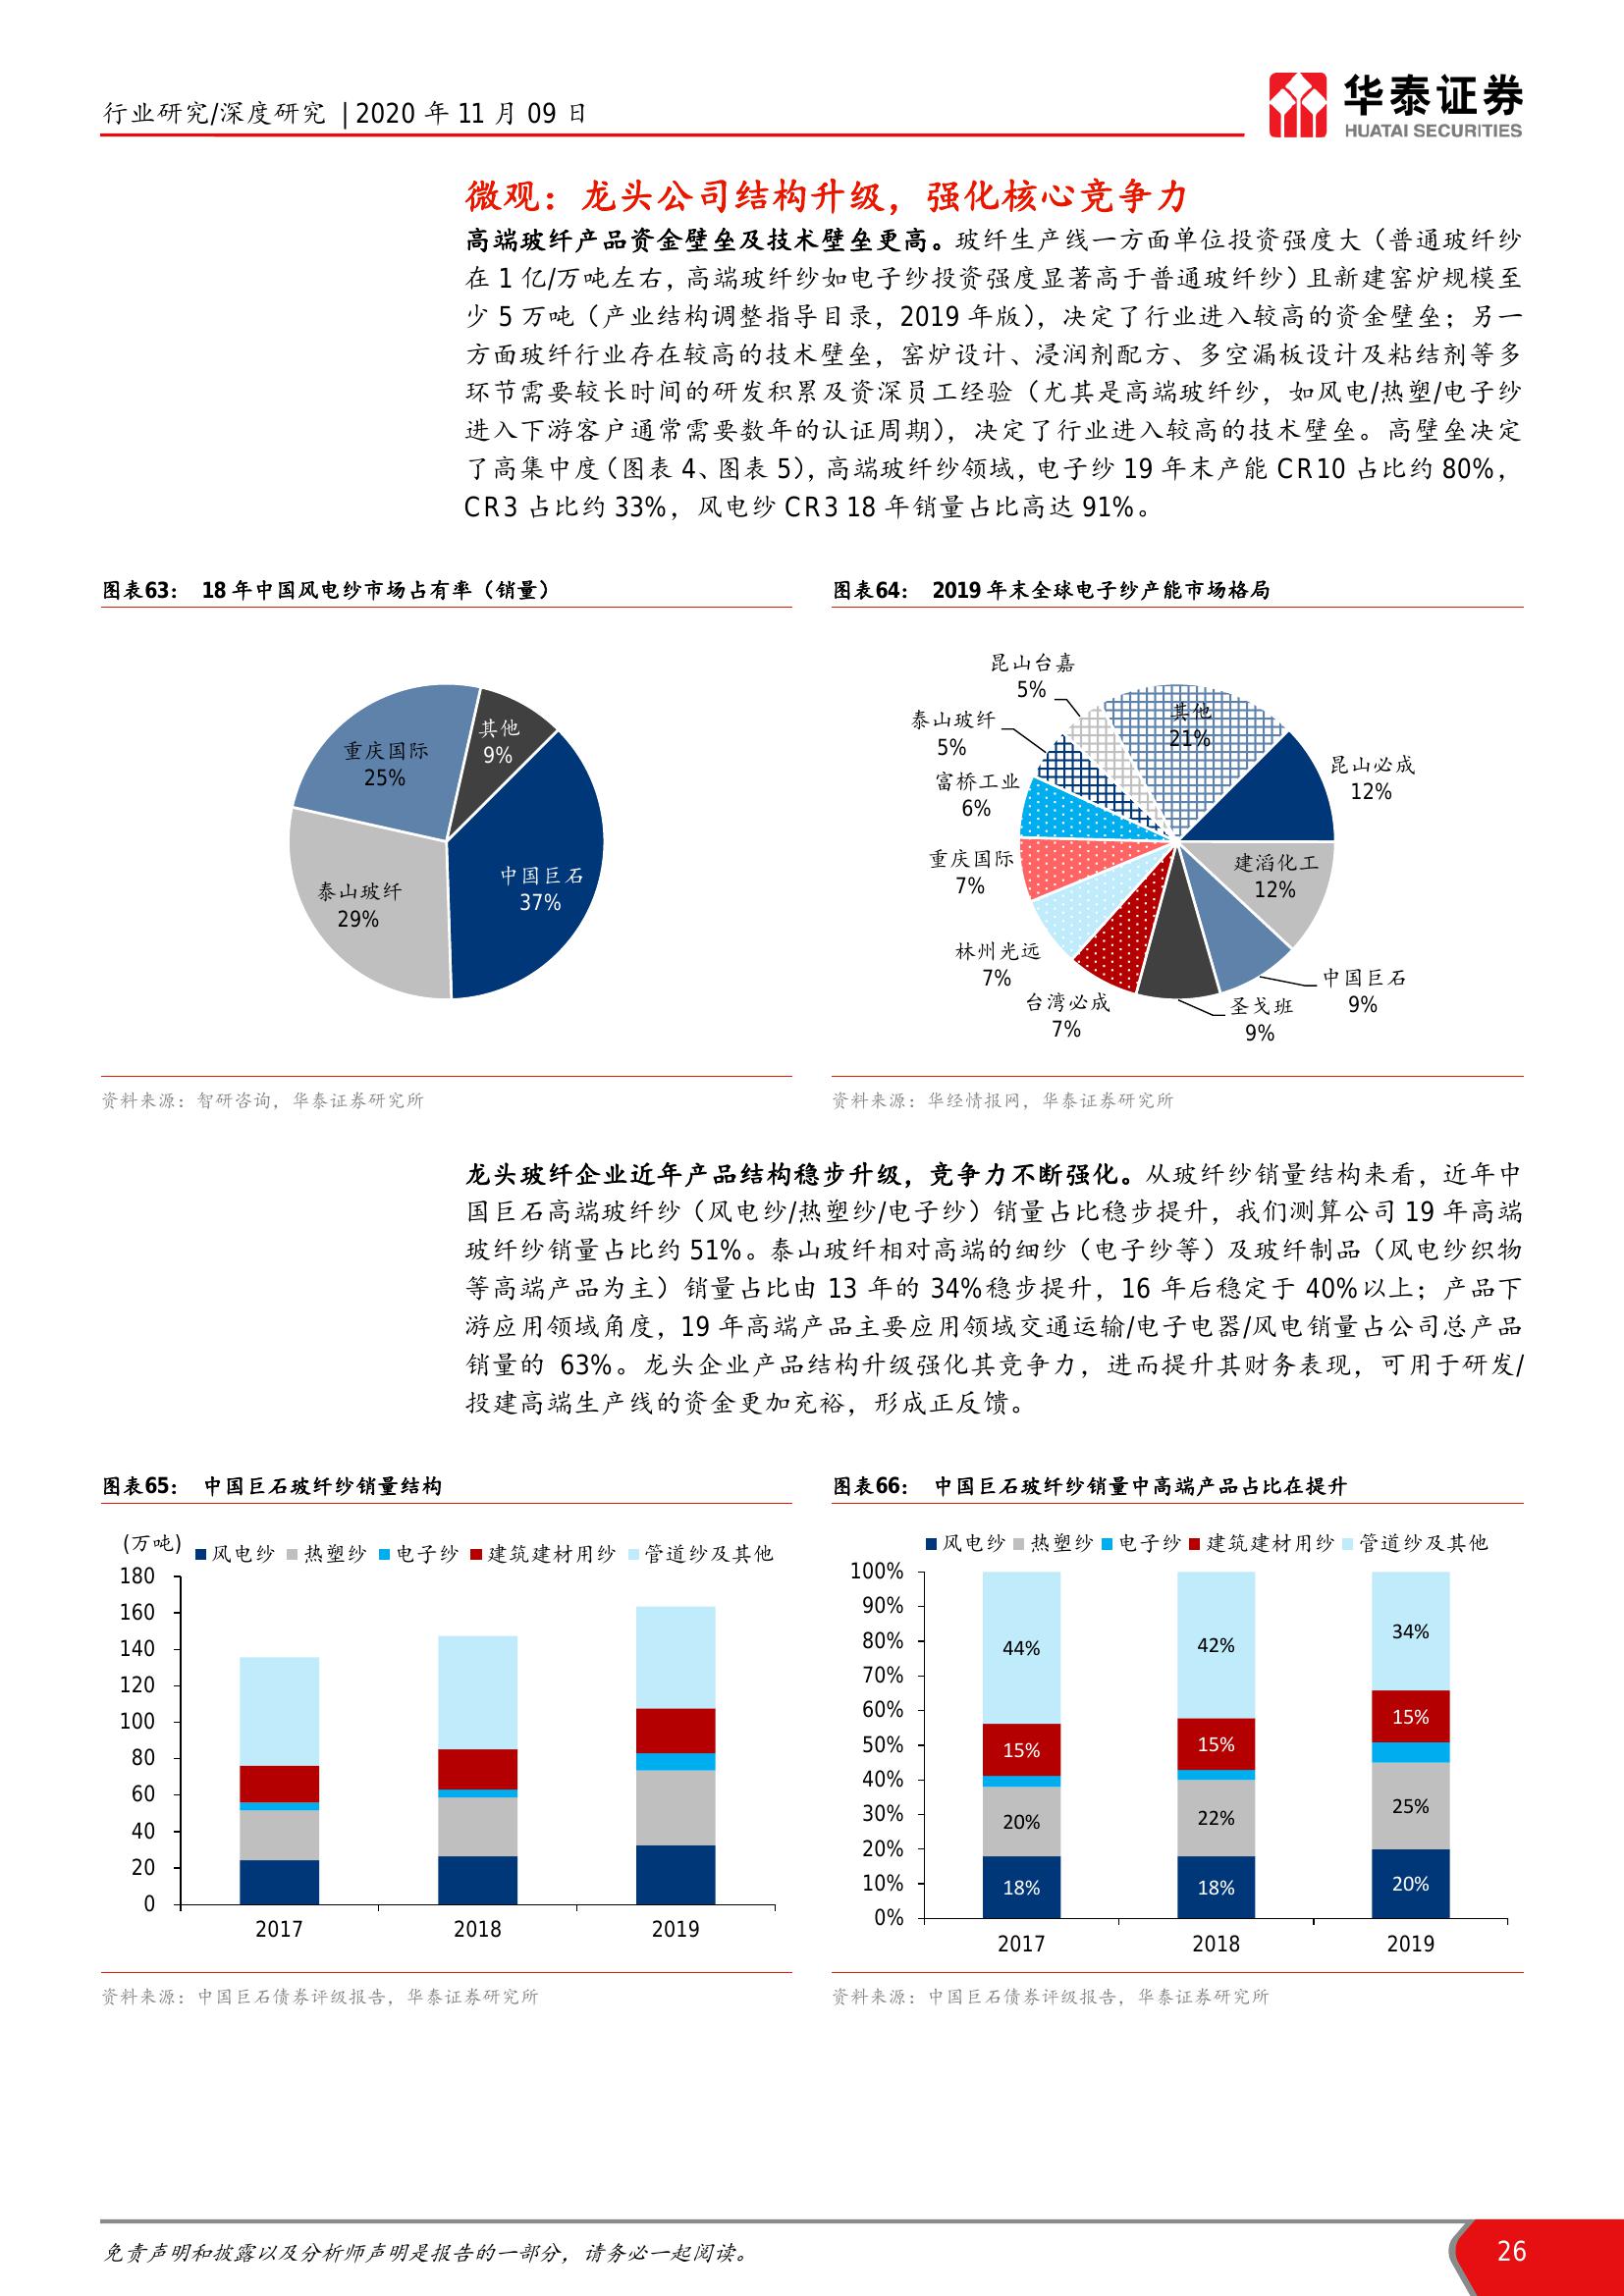 行业研究/深度研究 | 2020 年 11 月 09 日
华泰证券
HUATAI SECURITIES
微观：龙头公司结构升级，强化核心竞争力
高端玻纤产品资金壁垒及技术壁垒更高。玻纤生产线一方面单位投资强度大（普通玻纤纱
在 1 亿/万吨左右，高端玻纤纱如电子纱投资强度显著高于普通玻纤纱）且新建窑炉规模至
少 5 万吨（产业结构调整指导目录，2019 年版），决定了行业进入较高的资金壁垒；另一
方面玻纤行业存在较高的技术壁垒，窑炉设计、浸润剂配方、多空漏板设计及粘结剂等多
环节需要较长时间的研发积累及资深员工经验（尤其是高端玻纤纱，如风电/热塑/电子纱
进入下游客户通常需要数年的认证周期），决定了行业进入较高的技术壁垒。高壁垒决定
了高集中度（图表 4、图表 5），高端玻纤纱领域，电子纱 19 年末产能 CR10 占比约 80%，
CR3 占比约 33%，风电纱 CR3 18 年销量占比高达 91%。
图表63： 18 年中国风电纱市场占有率（销量）
其他
9%
重庆国际
25%
中国巨石
37%
泰山玻纤
29%
资料来源：智研咨询，华泰证券研究所
图表64： 2019 年末全球电子纱产能市场格局
昆山台嘉
5%
其他
21%
泰山玻纤
5%
昆山必成
12%
富桥工业
6%
重庆国际
7%
建滔化工
12%
林州光远
7%
中国巨石
9%
台湾必成
7%
圣戈班
9%
资料来源：华经情报网，华泰证券研究所
龙头玻纤企业近年产品结构稳步升级，竞争力不断强化。从玻纤纱销量结构来看，近年中
国巨石高端玻纤纱（风电纱/热塑纱/电子纱）销量占比稳步提升，我们测算公司 19 年高端
玻纤纱销量占比约 51%。泰山玻纤相对高端的细纱（电子纱等）及玻纤制品（风电纱织物
等高端产品为主）销量占比由 13 年的 34%稳步提升，16 年后稳定于 40%以上；产品下
游应用领域角度，19 年高端产品主要应用领域交通运输/电子电器/风电销量占公司总产品
销量的 63%。龙头企业产品结构升级强化其竞争力，进而提升其财务表现，可用于研发/
投建高端生产线的资金更加充裕，形成正反馈。
图表65： 中国巨石玻纤纱销量结构
(万吨) 风电纱 热塑纱 电子纱 建筑建材用纱 管道纱及其他
180
160
140
120
100
80
60
40
20
0
2017 2018 2019
资料来源：中国巨石债券评级报告，华泰证券研究所
图表66： 中国巨石玻纤纱销量中高端产品占比在提升
风电纱 热塑纱 电子纱 建筑建材用纱 管道纱及其他
100%
90%
80%
70%
60%
50%
40%
30%
20%
10%
0%
44% 42% 34%
15% 15% 15%
20% 22% 25%
18% 18% 20%
2017 2018 2019
资料来源：中国巨石债券评级报告，华泰证券研究所
免责声明和披露以及分析师声明是报告的一部分，请务必一起阅读。
26